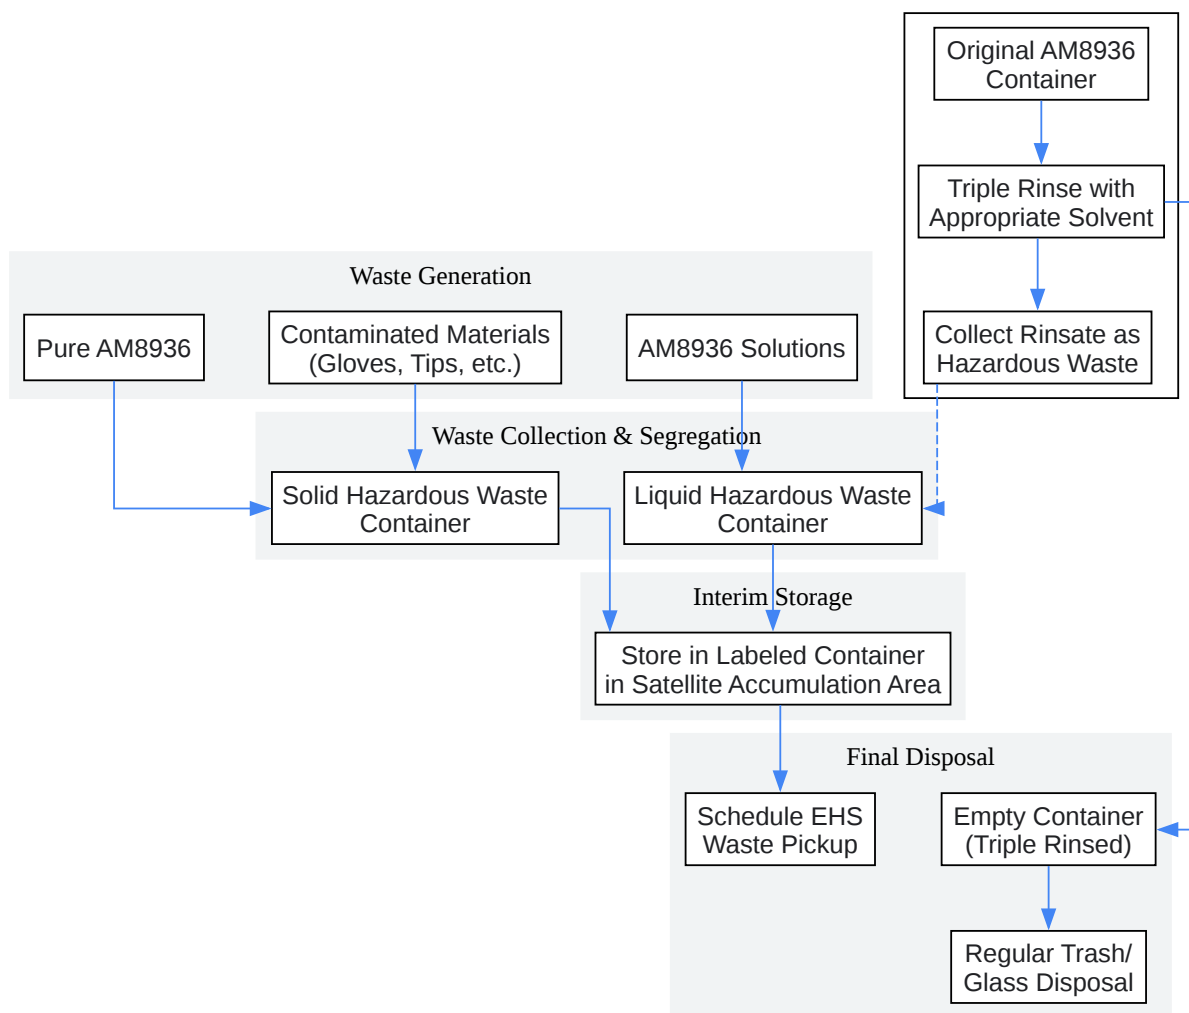 Original AM8936
Container
Triple Rinse with
Appropriate Solvent
Collect Rinsate as
Hazardous Waste
Waste Generation
Pure AM8936
Contaminated Materials
(Gloves, Tips, etc.)
AM8936 Solutions
Waste Collection & Segregation
Solid Hazardous Waste
Container
Liquid Hazardous Waste
Container
Interim Storage
Store in Labeled Container
in Satellite Accumulation Area
Final Disposal
Schedule EHS
Waste Pickup
Empty Container
(Triple Rinsed)
Regular Trash/
Glass Disposal